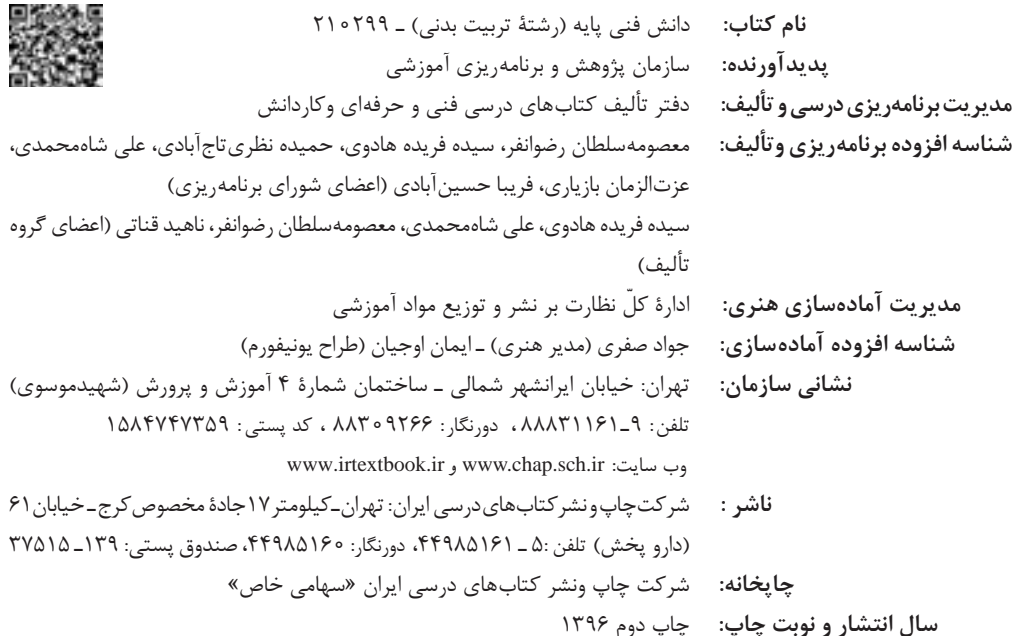 نام کتاب: دانش فنی پایه (رشتهٔ تربیت بدنی) ـ ۲۱۰۲۹۹
پدیدآورنده: سازمان پژوهش و برنامه‌ریزی آموزشی
مدیریت برنامه‌ریزی درسی و تألیف: دفتر تألیف کتاب‌های درسی فنی و حرفه‌ای وکاردانش
شناسه افزوده برنامه‌ریزی وتألیف: معصومه‌سلطان رضوانفر، سیده فریده هادوی، حمیده نظری‌تاج‌آبادی، علی شاه‌محمدی،
عزت‌الزمان بازیاری، فریبا حسین‌آبادی (اعضای شورای برنامه‌ریزی)
سیده فریده هادوی، علی شاه‌محمدی، معصومه‌سلطان رضوانفر، ناهید قناتی (اعضای گروه
تألیف)
مدیریت آماده‌سازی هنری: ادارهٔ کلّ نظارت بر نشر و توزیع مواد آموزشی
شناسه افزوده آماده‌سازی: جواد صفری (مدیر هنری) ـ ایمان اوجیان (طراح یونیفورم)
نشانی سازمان: تهران: خیابان ایرانشهر شمالی ـ ساختمان شمارهٔ ۴ آموزش و پرورش (شهیدموسوی)
تلفن: ۹ـ۸۸۸۳۱۱۶۱، دورنگار: ۸۸۳۰۹۲۶۶ ، کد پستی: ۱۵۸۴۷۴۷۳۵۹
وب سایت: www.chap.sch.ir و www.irtextbook.ir
ناشر : شرکت‌چاپ‌ونشرکتاب‌های‌درسی ایران: تهران‌ـ‌کیلومتر ۱۷ جادهٔ مخصوص کرج ـ خیابان ۶۱
(دارو پخش) تلفن :۵ ـ ۴۴۹۸۵۱۶۱، دورنگار: ۴۴۹۸۵۱۶۰، صندوق پستی: ۱۳۹ـ ۳۷۵۱۵
چاپخانه: شرکت چاپ ونشر کتاب‌های درسی ایران «سهامی خاص»
سال انتشار و نوبت چاپ: چاپ دوم ۱۳۹۶